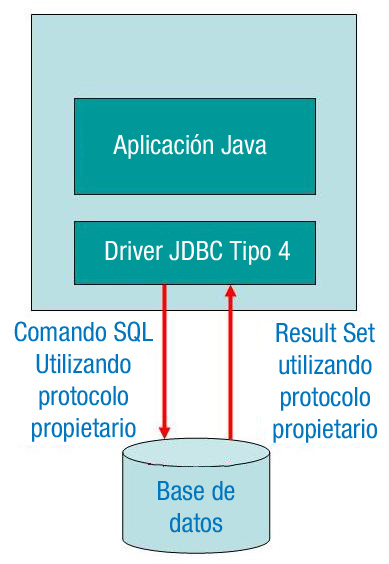 Aplicación Java
Driver JDBC Tipo 4
Comando SQL
Utilizando
protocolo
propietario
Result Set
utilizando
protocolo
propietario
Base de
datos